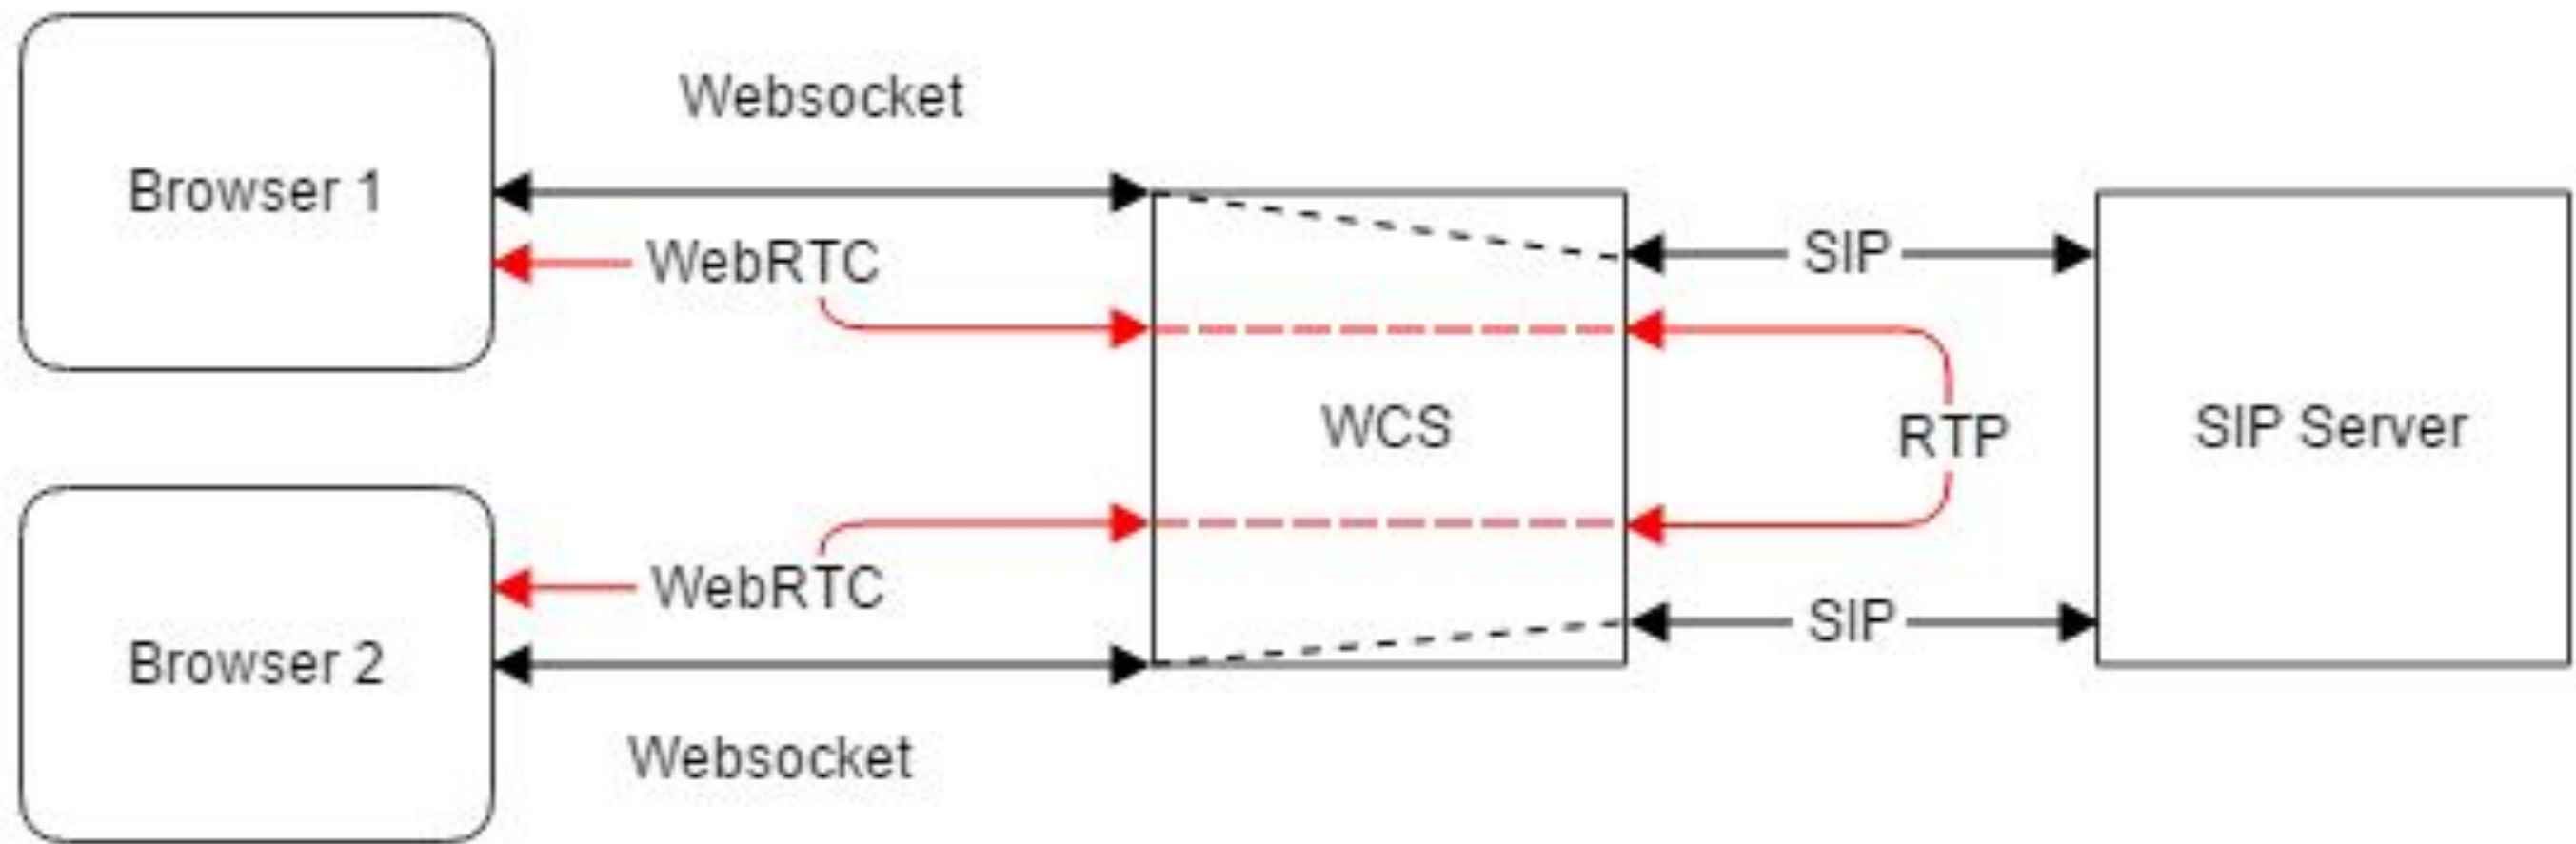 Websocket
Browser 1
WebRTC
SIP
WCS
RTP
SIP Server
WebRTC
SIP
Browser 2
Websocket